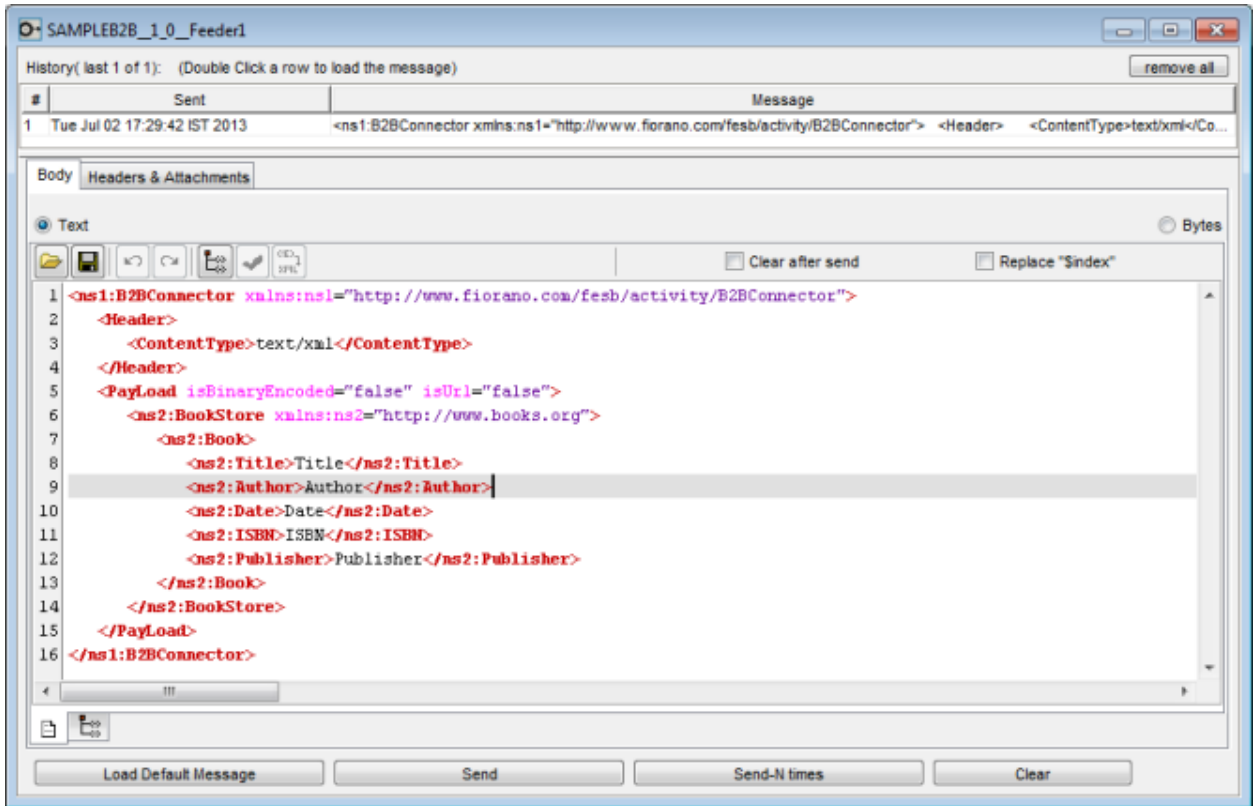 SAMPLEB2B__1_0__Feeder1
History( last 1 of 1):   (Double Click a row to load the message)   remove all
#   Sent   Message
1   Tue Jul 02 17:29:42 IST 2013   <ns1:B2BConnector xmlns:ns1="http://www.fiorano.com/fesb/activity/B2BConnector">   <Header>   <ContentType>text/xml</Co...
Body   Headers & Attachments
Text   Bytes
Clear after send   Replace "$index"
1 <ns1:B2BConnector xmlns:ns1="http://www.fiorano.com/fesb/activity/B2BConnector">
2    <Header>
3       <ContentType>text/xml</ContentType>
4    </Header>
5    <PayLoad isBinaryEncoded="false" isUrl="false">
6       <ns2:BookStore xmlns:ns2="http://www.books.org">
7          <ns2:Book>
8             <ns2:Title>Title</ns2:Title>
9             <ns2:Author>Author</ns2:Author>
10             <ns2:Date>Date</ns2:Date>
11             <ns2:ISBN>ISBN</ns2:ISBN>
12             <ns2:Publisher>Publisher</ns2:Publisher>
13          </ns2:Book>
14       </ns2:BookStore>
15    </PayLoad>
16 </ns1:B2BConnector>
Load Default Message   Send   Send-N times   Clear